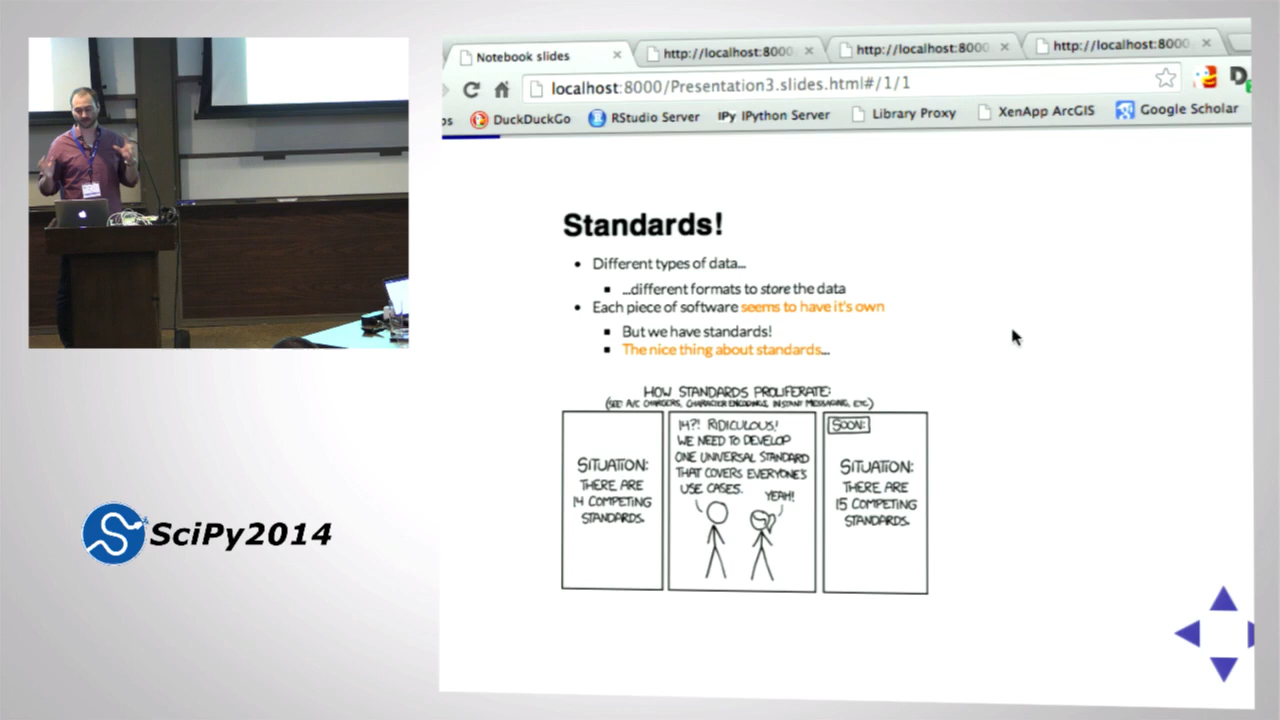 Notebook slides
http://localhost:8000
http://localhost:8000
http://localhost:8000
localhost:8000/Presentation3.slides.html#/1/1
os DuckDuckGo RStudio Server IPy IPython Server Library Proxy XenApp ArcGIS Google Scholar
Standards!
Different types of data...
...different formats to store the data
Each piece of software seems to have it's own
But we have standards!
The nice thing about standards...
HOW STANDARDS PROLIFERATE:
(SEE: A/C CHARGERS, CHARACTER ENCODINGS, INSTANT MESSAGING, ETC.)
SITUATION:
THERE ARE
14 COMPETING
STANDARDS.
14?! RIDICULOUS!
WE NEED TO DEVELOP
ONE UNIVERSAL STANDARD
THAT COVERS EVERYONE'S
USE CASES.
YEAH!
SOON:
SITUATION:
THERE ARE
15 COMPETING
STANDARDS.
SciPy2014